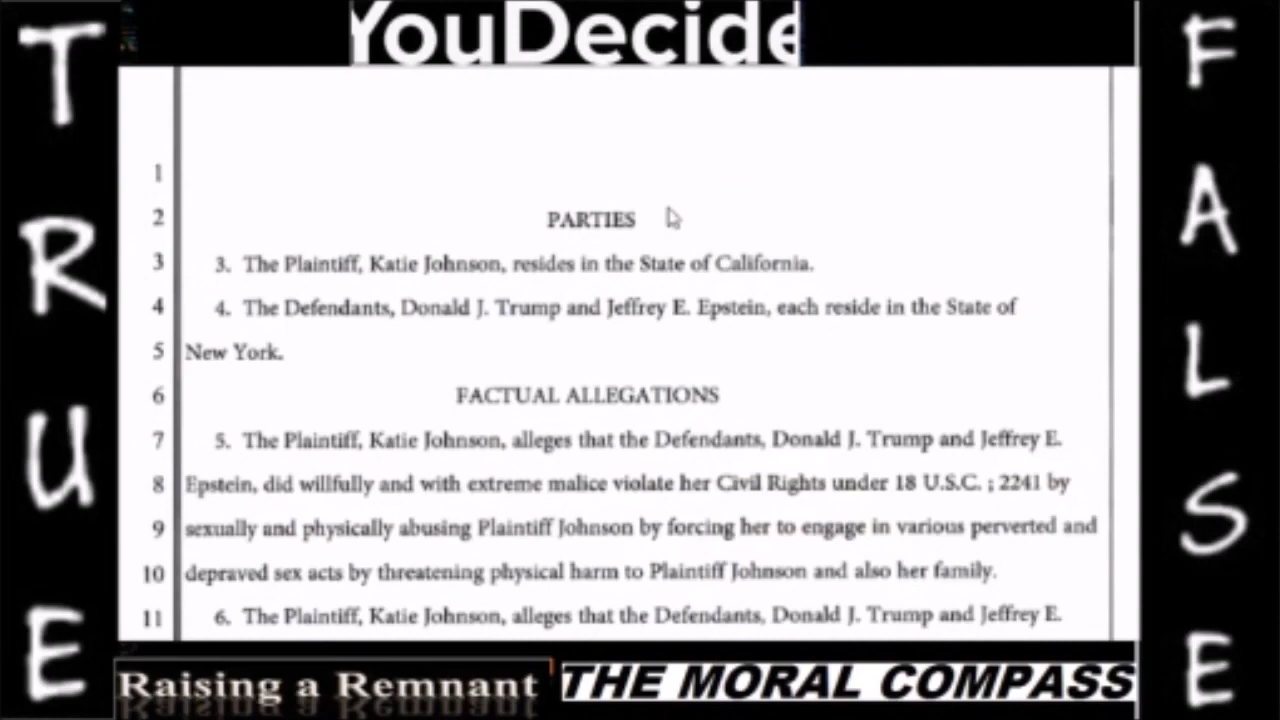 YouDecide
TRUE
FALSE
1
2 PARTIES
3 3. The Plaintiff, Katie Johnson, resides in the State of California.
4 4. The Defendants, Donald J. Trump and Jeffrey E. Epstein, each reside in the State of
5 New York.
6 FACTUAL ALLEGATIONS
7 5. The Plaintiff, Katie Johnson, alleges that the Defendants, Donald J. Trump and Jeffrey E.
8 Epstein, did willfully and with extreme malice violate her Civil Rights under 18 U.S.C. ; 2241 by
9 sexually and physically abusing Plaintiff Johnson by forcing her to engage in various perverted and
10 depraved sex acts by threatening physical harm to Plaintiff Johnson and also her family.
11 6. The Plaintiff, Katie Johnson, alleges that the Defendants, Donald J. Trump and Jeffrey E.
Raising a Remnant
THE MORAL COMPASS